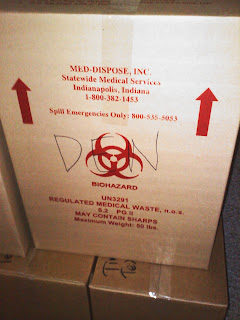 MED-DISPOSE, INC.
Statewide Medical Services
Indianapolis, Indiana
1-800-382-1453
Spill Emergencies Only: 800-535-5053
DEN
BIOHAZARD
UN3291
REGULATED MEDICAL WASTE, n.o.s.
6.2 PG II
MAY CONTAIN SHARPS
Maximum Weight: 50 lbs.